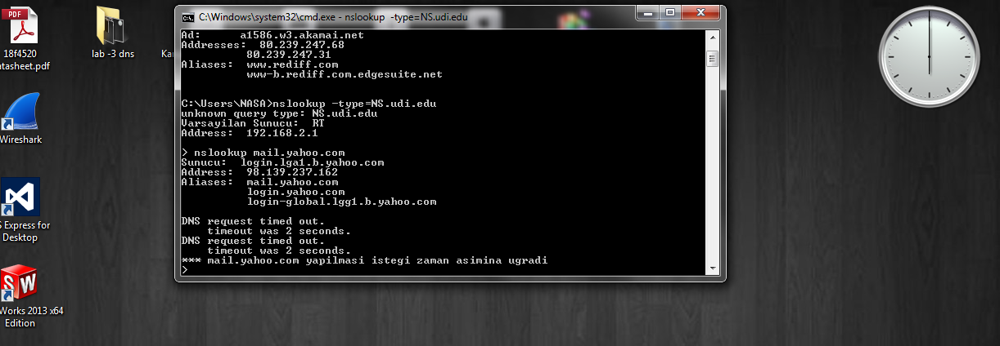 C:\Windows\system32\cmd.exe - nslookup  -type=NS.udi.edu
Ad:      a1586.w3.akamai.net
Addresses:  80.239.247.68
          80.239.247.31
Aliases:  www.rediff.com
          www-b.rediff.com.edgesuite.net
C:\Users\NASA>nslookup -type=NS.udi.edu
unknown query type: NS.udi.edu
Varsayilan Sunucu:  RT
Address:  192.168.2.1
> nslookup mail.yahoo.com
Sunucu:  login.lga1.b.yahoo.com
Address:  98.139.237.162
Aliases:  mail.yahoo.com
          login.yahoo.com
          login-global.lgg1.b.yahoo.com
DNS request timed out.
    timeout was 2 seconds.
DNS request timed out.
    timeout was 2 seconds.
*** mail.yahoo.com yapilmasi istegi zaman asimina ugradi
>
PDF
18f4520
atasheet.pdf
lab -3 dns
Kar
Wireshark
S Express for
Desktop
SW
Works 2013 x64
Edition